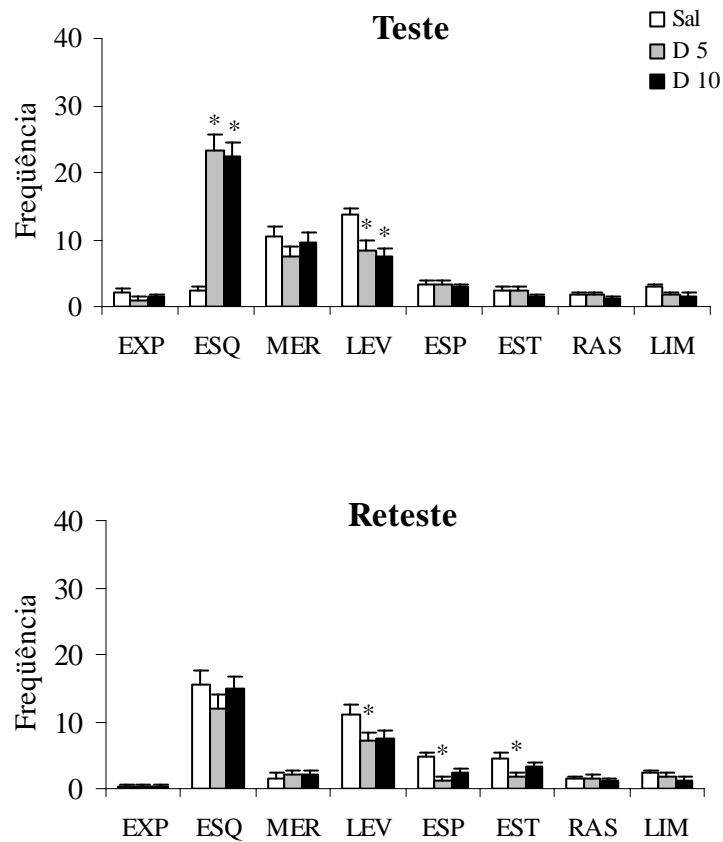 Teste
Sal
D 5
D 10
Freqüência
40
30
20
10
0
* *
* *
EXP ESQ MER LEV ESP EST RAS LIM
Reteste
Freqüência
40
30
20
10
0
* * *
EXP ESQ MER LEV ESP EST RAS LIM